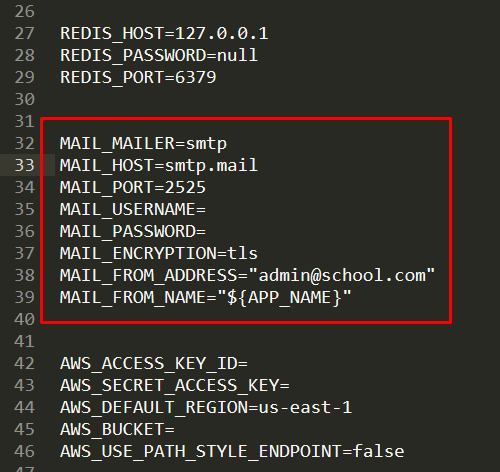 26
27 REDIS_HOST=127.0.0.1
28 REDIS_PASSWORD=null
29 REDIS_PORT=6379
30
31
32 MAIL_MAILER=smtp
33 MAIL_HOST=smtp.mail
34 MAIL_PORT=2525
35 MAIL_USERNAME=
36 MAIL_PASSWORD=
37 MAIL_ENCRYPTION=tls
38 MAIL_FROM_ADDRESS="admin@school.com"
39 MAIL_FROM_NAME="${APP_NAME}"
40
41
42 AWS_ACCESS_KEY_ID=
43 AWS_SECRET_ACCESS_KEY=
44 AWS_DEFAULT_REGION=us-east-1
45 AWS_BUCKET=
46 AWS_USE_PATH_STYLE_ENDPOINT=false
47